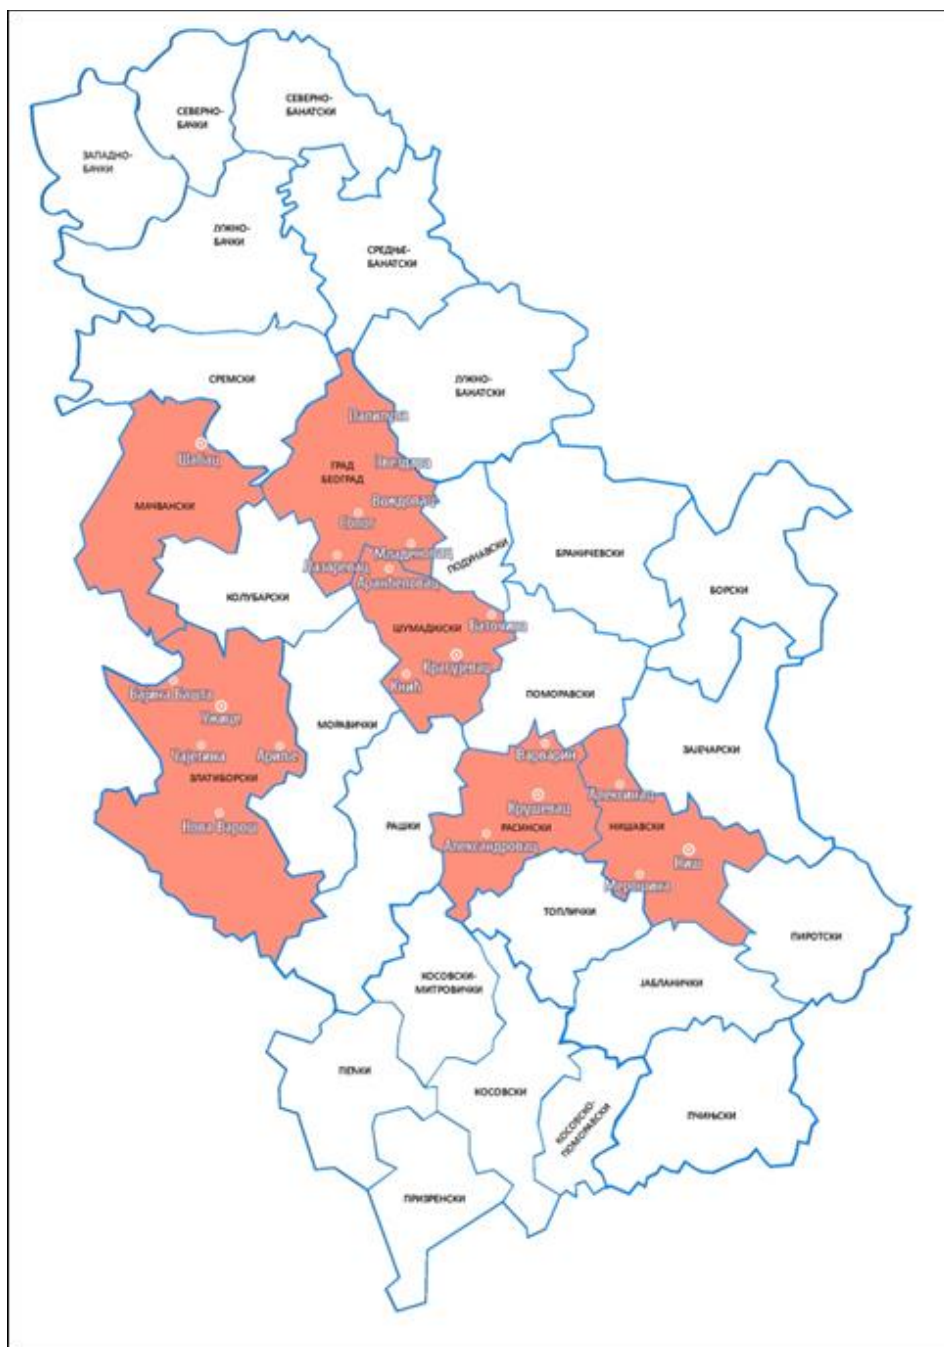 СЕВЕРНО-
БАЧКИ
СЕВЕРНО-
БАНАТСКИ
ЗАПАДНО-
БАЧКИ
ЈУЖНО-
БАЧКИ
СРЕДЊЕ-
БАНАТСКИ
СРЕМСКИ
ЈУЖНО-
БАНАТСКИ
Палилула
Шабац
Звездара
ГРАД
БЕОГРАД
МАЧВАНСКИ
Вождовац
Сопот
Младеновац
ПОДУНАВСКИ
БРАНИЧЕВСКИ
Лазаревац
Аранђеловац
БОРСКИ
КОЛУБАРСКИ
ШУМАДИЈСКИ
Баточина
Крагујевац
Кнић
Бајина Башта
ПОМОРАВСКИ
Ужице
МОРАВИЧКИ
Чајетина
Ариље
Варварин
ЗАЈЕЧАРСКИ
ЗЛАТИБОРСКИ
Алексинац
Крушевац
Нова Варош
РАШКИ
РАСИНСКИ
НИШАВСКИ
Александровац
Ниш
Мерошина
ТОПЛИЧКИ
ПИРОТСКИ
КОСОВСКИ-
МИТРОВИЧКИ
ЈАБЛАНИЧКИ
ПЕЋКИ
КОСОВСКИ
КОСОВСКО-
ПОМОРАВСКИ
ПЧИЊСКИ
ПРИЗРЕНСКИ